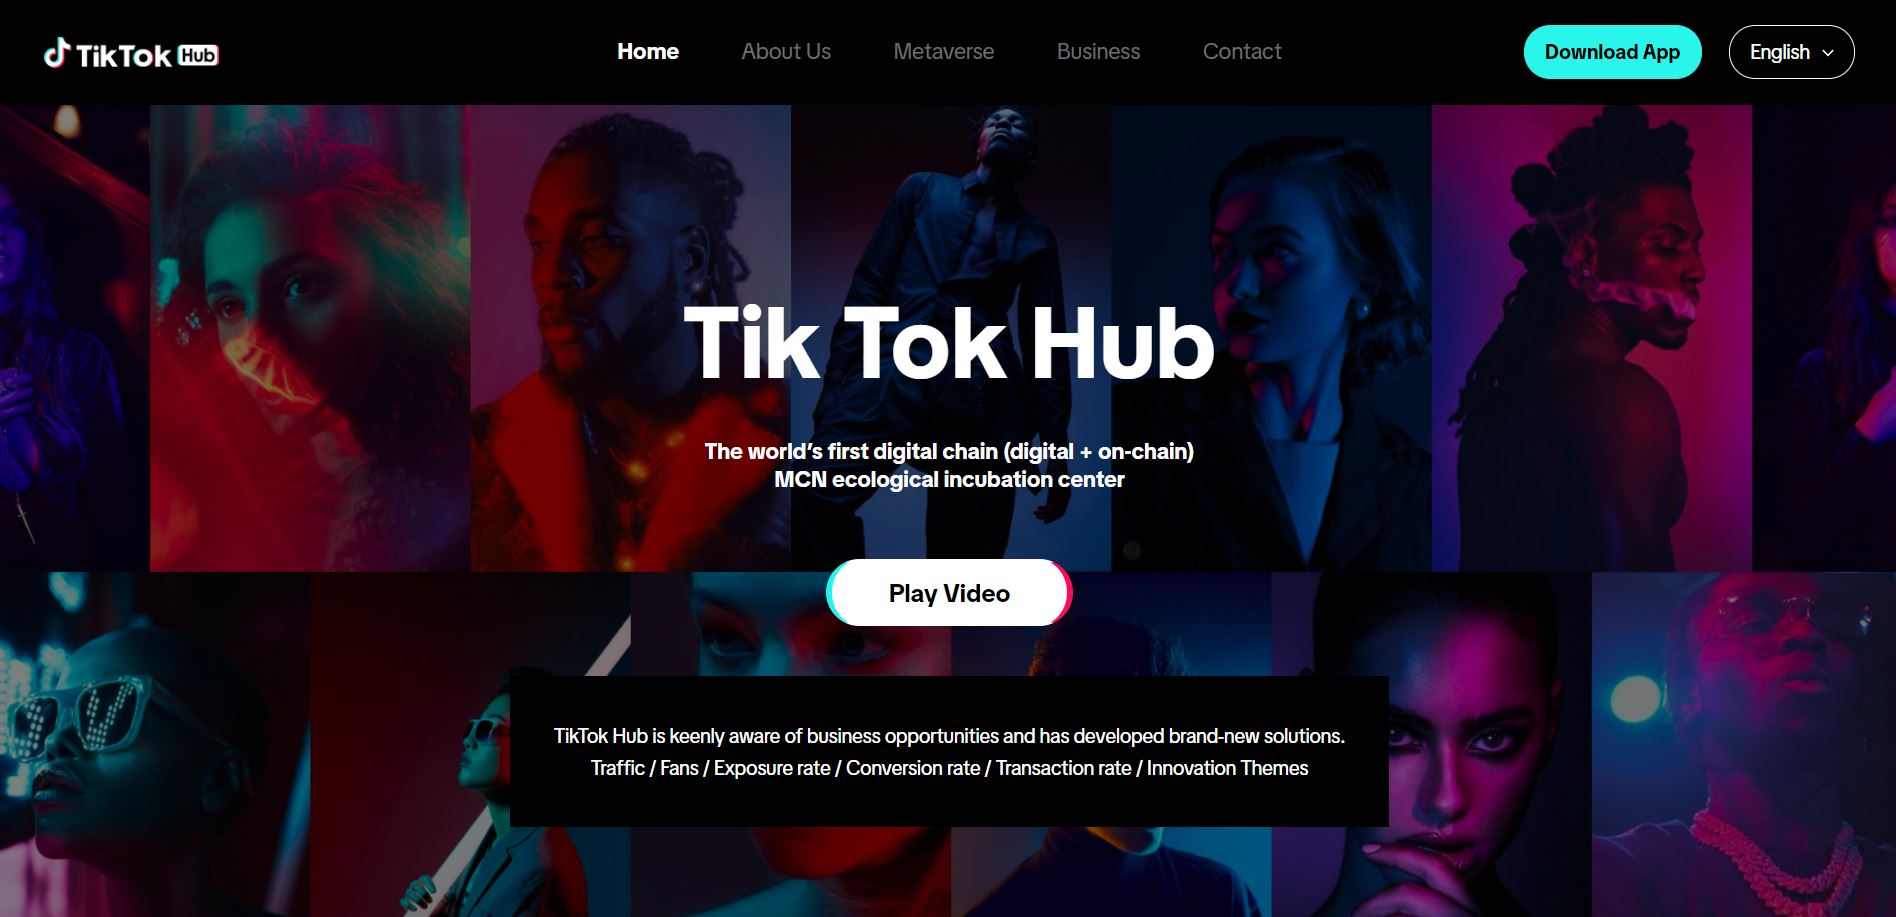 TikTok Hub
Home
About Us
Metaverse
Business
Contact
Download App
English
Tik Tok Hub
The world’s first digital chain (digital + on-chain)
MCN ecological incubation center
Play Video
TikTok Hub is keenly aware of business opportunities and has developed brand-new solutions.
Traffic / Fans / Exposure rate / Conversion rate / Transaction rate / Innovation Themes